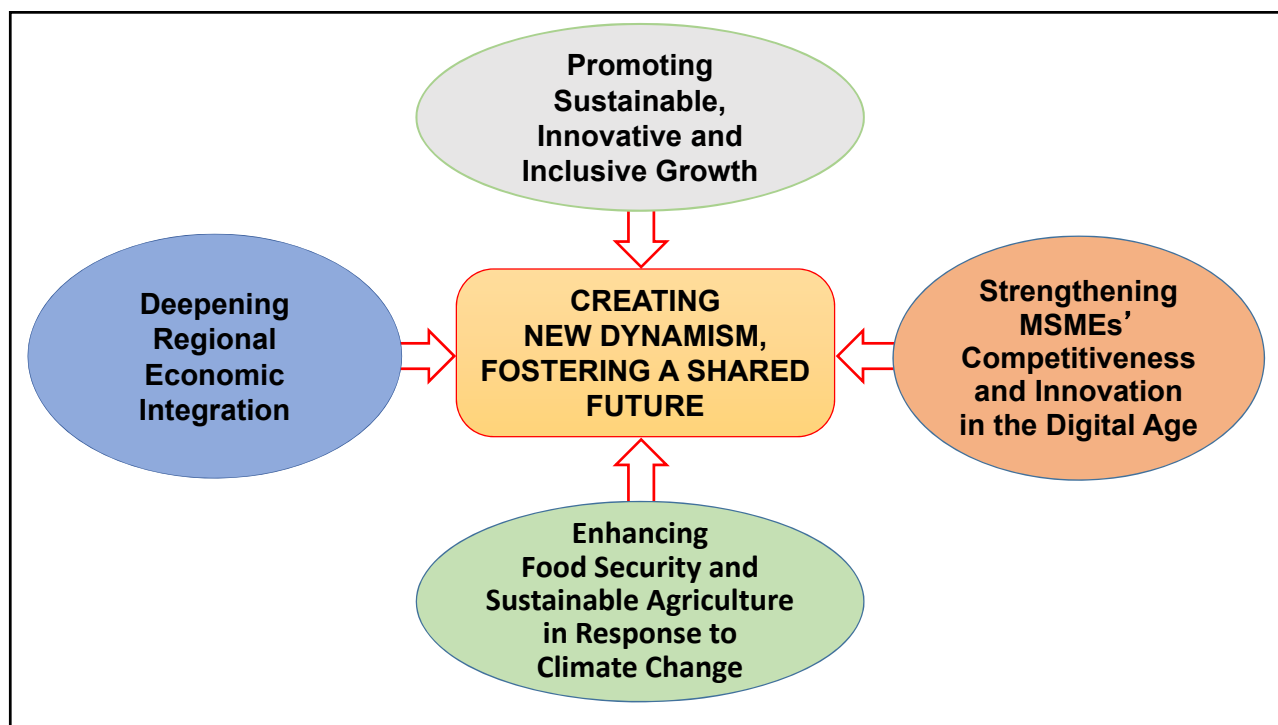 Promoting
Sustainable,
Innovative and
Inclusive Growth
Deepening
Regional
Economic
Integration
CREATING
NEW DYNAMISM,
FOSTERING A SHARED
FUTURE
Strengthening
MSMEs’
Competitiveness
and Innovation
in the Digital Age
Enhancing
Food Security and
Sustainable Agriculture
in Response to
Climate Change